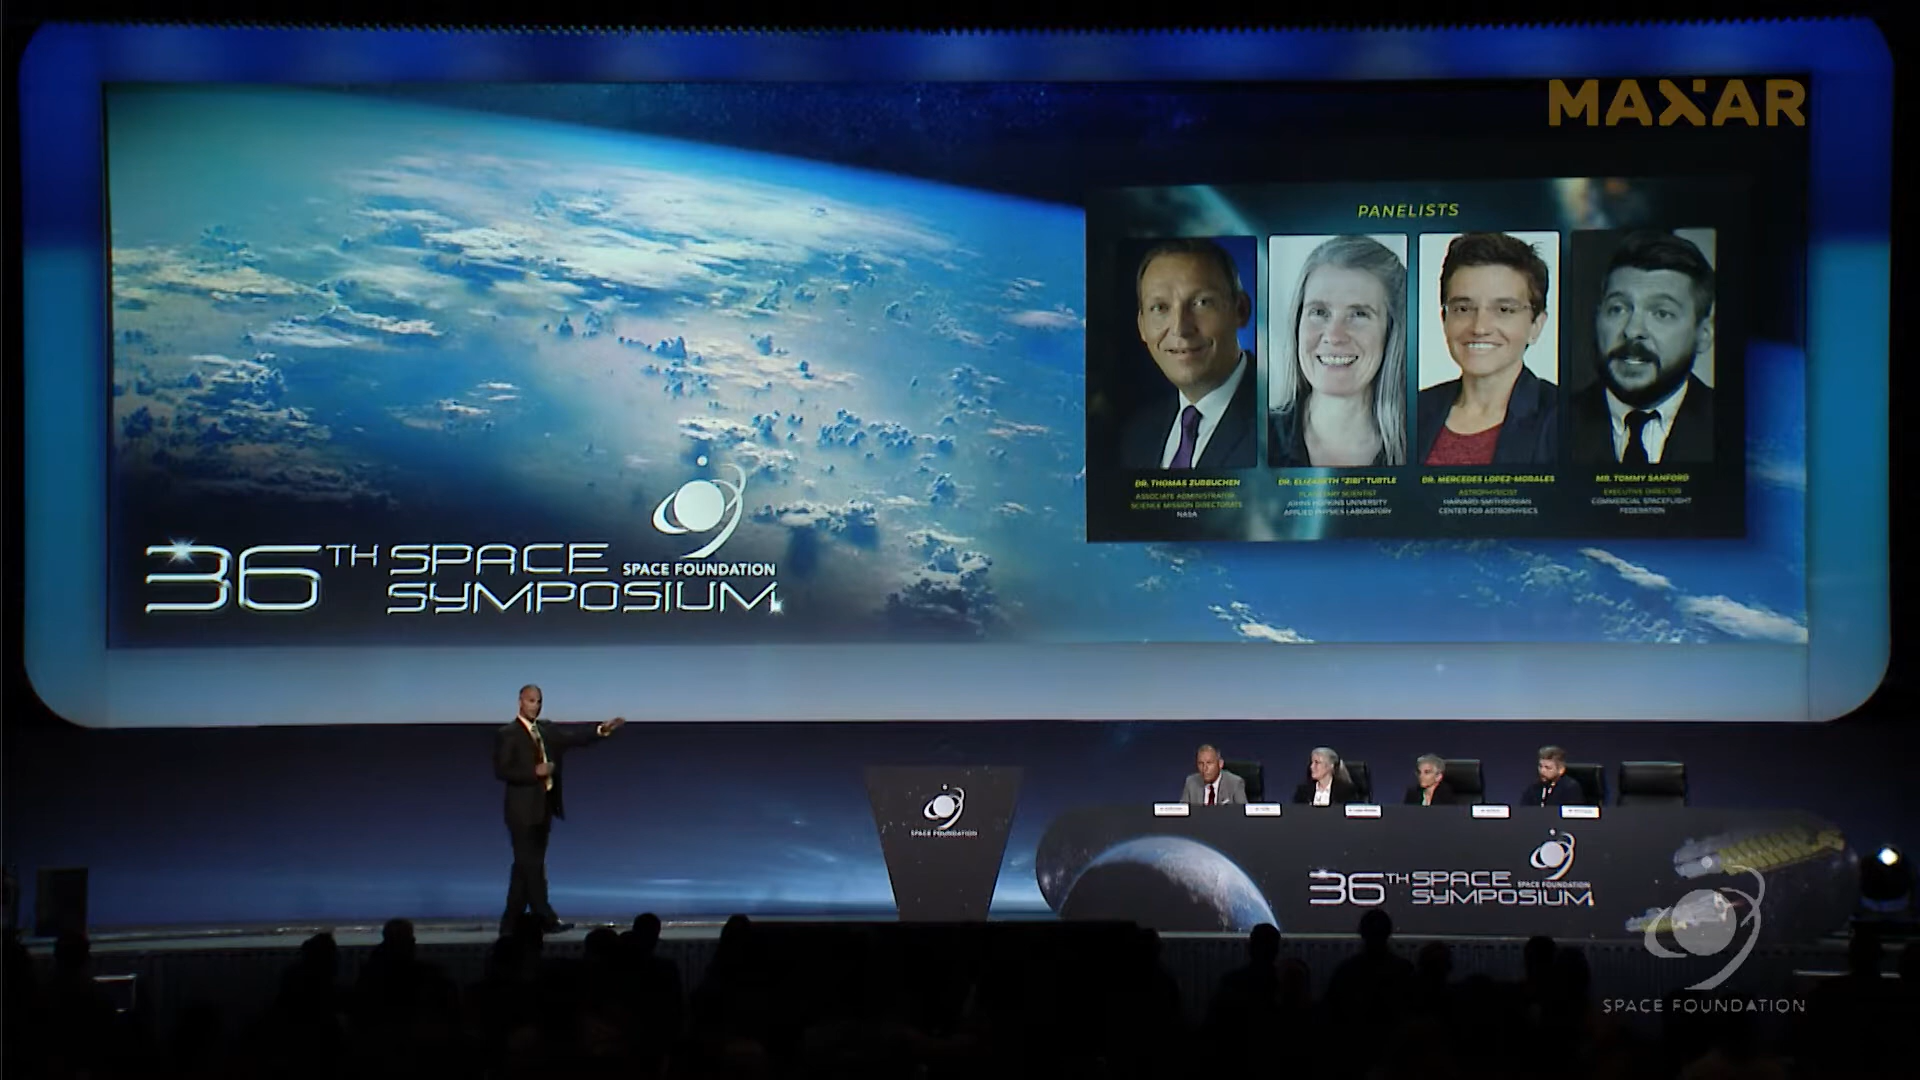 MAXAR
PANELISTS
DR. THOMAS ZURBUCHEN
ASSOCIATE ADMINISTRATOR
SCIENCE MISSION DIRECTORATE
NASA
DR. ELIZABETH "ZIBI" TURTLE
PLANETARY SCIENTIST
JOHNS HOPKINS UNIVERSITY
APPLIED PHYSICS LABORATORY
DR. MERCEDES LOPEZ-MORALES
ASTROPHYSICIST
HARVARD-SMITHSONIAN
CENTER FOR ASTROPHYSICS
MR. TOMMY SANFORD
EXECUTIVE DIRECTOR
COMMERCIAL SPACEFLIGHT
FEDERATION
36TH SPACE
SYMPOSIUM
SPACE FOUNDATION
SPACE FOUNDATION
36TH SPACE
SYMPOSIUM
SPACE FOUNDATION
SPACE FOUNDATION